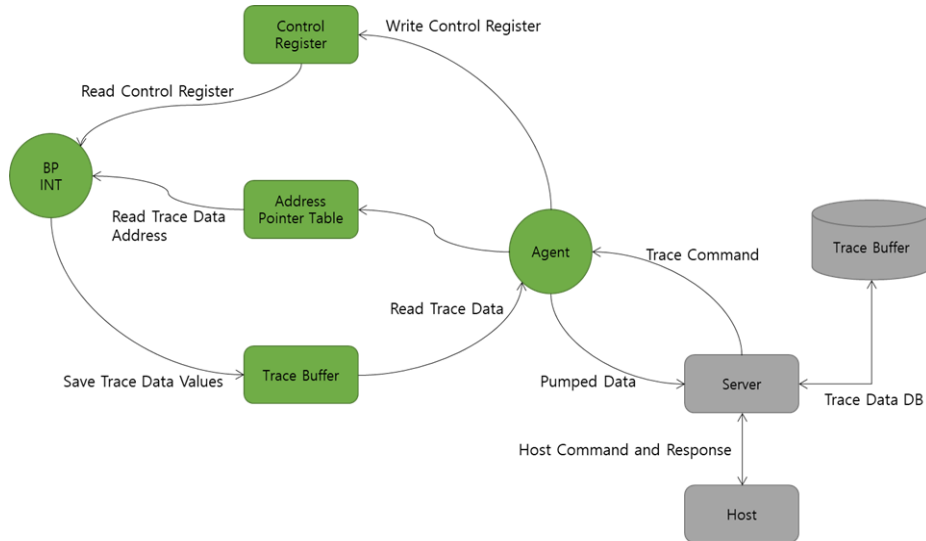 Control
Register
Write Control Register
Read Control Register
BP
INT
Address
Pointer Table
Read Trace Data
Address
Agent
Trace Command
Trace Buffer
Read Trace Data
Save Trace Data Values
Trace Buffer
Pumped Data
Server
Trace Data DB
Host Command and Response
Host